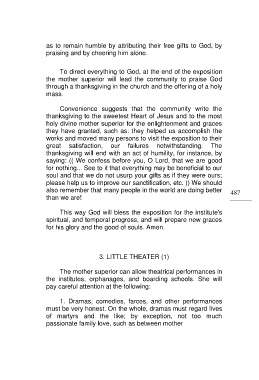 as to remain humble by attributing their free gifts to God, by
praising and by cheering him alone.
To direct everything to God, at the end of the exposition
the mother superior will lead the community to praise God
through a thanksgiving in the church and the offering of a holy
mass.
Convenience suggests that the community write the
thanksgiving to the sweetest Heart of Jesus and to the most
holy divine mother superior for the enlightenment and graces
they have granted, such as: they helped us accomplish the
works and moved many persons to visit the exposition to their
great satisfaction, our failures notwithstanding. The
thanksgiving will end with an act of humility, for instance, by
saying: (( We confess before you, O Lord, that we are good
for nothing... See to it that everything may be beneficial to our
soul and that we do not usurp your gifts as if they were ours;
please help us to improve our sanctification, etc. )) We should
also remember that many people in the world are doing better
than we are!
487
This way God will bless the exposition for the institute's
spiritual, and temporal progress, and will prepare new graces
for his glory and the good of souls. Amen.
3. LITTLE THEATER (1)
The mother superior can allow theatrical performances in
the institutes, orphanages, and boarding schools. She will
pay careful attention at the following:
1. Dramas, comedies, farces, and other performances
must be very honest. On the whole, dramas must regard lives
of martyrs and the like; by exception, not too much
passionate family love, such as between mother